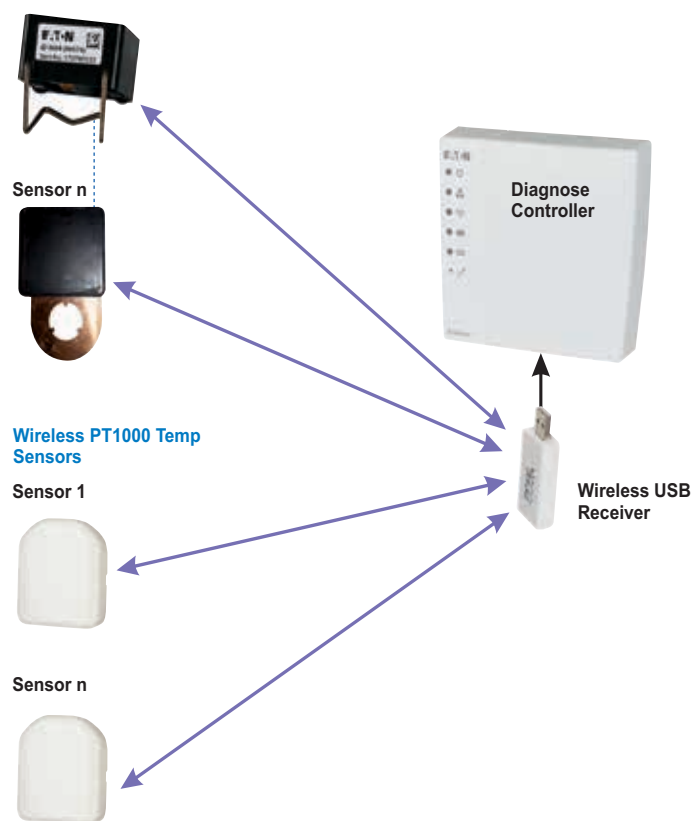 E.T.N
Sensor n
E.T.N
Diagnose
Controller
Wireless PT1000 Temp
Sensors
Sensor 1
Wireless USB
Receiver
Sensor n